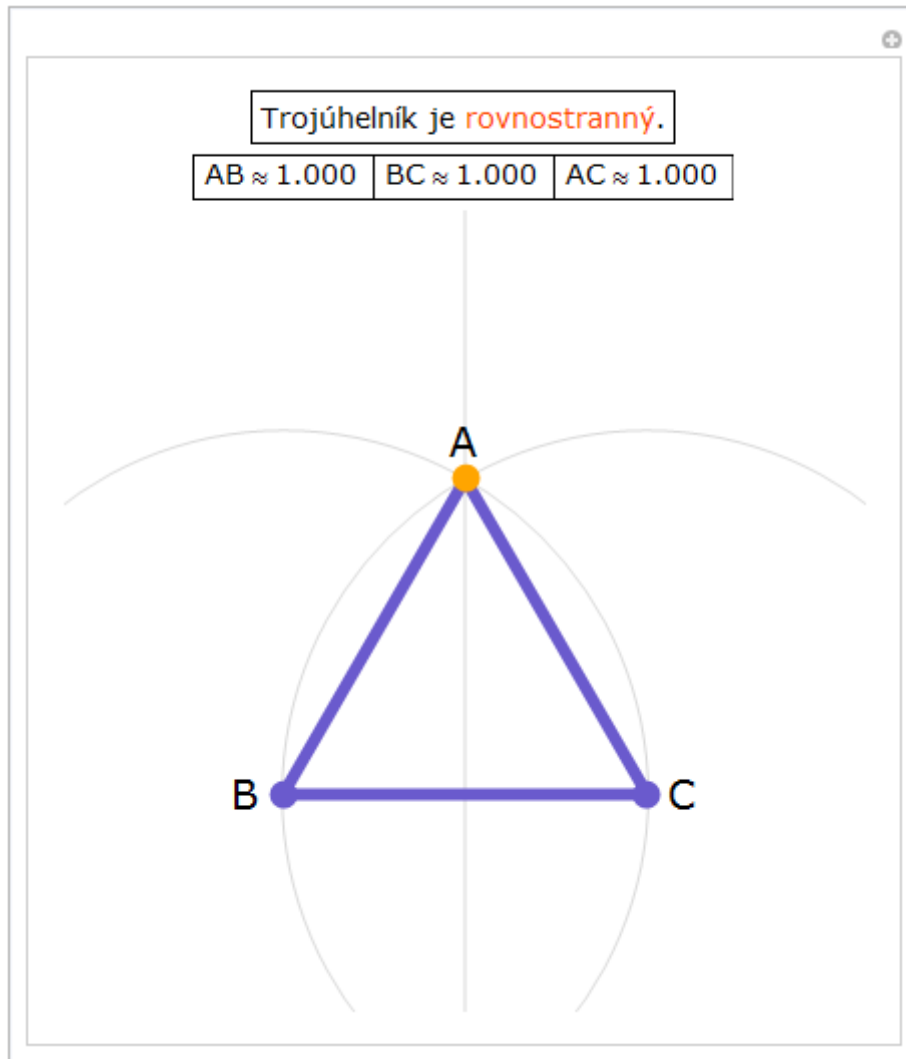 Trojúhelník je rovnostranný.
AB ≈ 1.000 BC ≈ 1.000 AC ≈ 1.000
A
B C